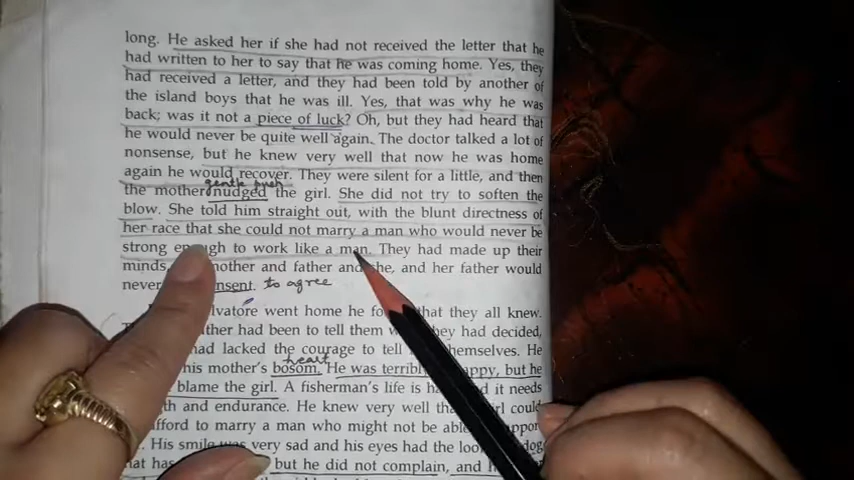 long. He asked her if she had not received the letter that he
had written to her to say that he was coming home. Yes, they
had received a letter, and they had been told by another of
the island boys that he was ill. Yes, that was why he was
back; was it not a piece of luck? Oh, but they had heard that
he would never be quite well again. The doctor talked a lot of
nonsense, but he knew very well that now he was home
again he would recover. They were silent for a little, and then
gentle push
the mother nudged the girl. She did not try to soften the
blow. She told him straight out, with the blunt directness of
her race that she could not marry a man who would never be
strong enough to work like a man. They had made up their
minds, mother and father and she, and her father would
never consent. to agree
lvatore went home he fo that they all knew.
ther had been to tell them they had decided,
had lacked the courage to tell themselves. He
heart
his mother's bosom. He was terribly appy, but he
blame the girl. A fisherman's life is ha d it needs
th and endurance. He knew very well th girl could
fford to marry a man who might not be able
His smile was very sad and his eyes had the loo dog
that has but he did not complain, and